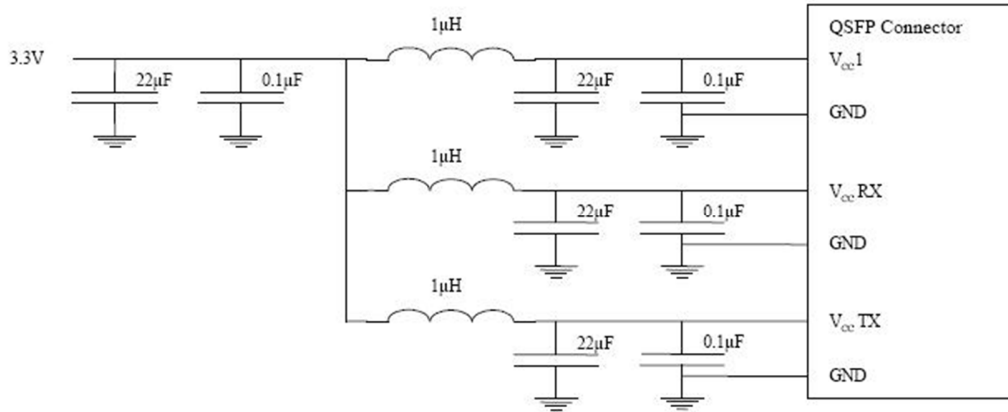 1μH
QSFP Connector
3.3V
Vcc1
22μF
0.1μF
22μF
0.1μF
GND
1μH
Vcc RX
22μF
0.1μF
GND
1μH
Vcc TX
22μF
0.1μF
GND